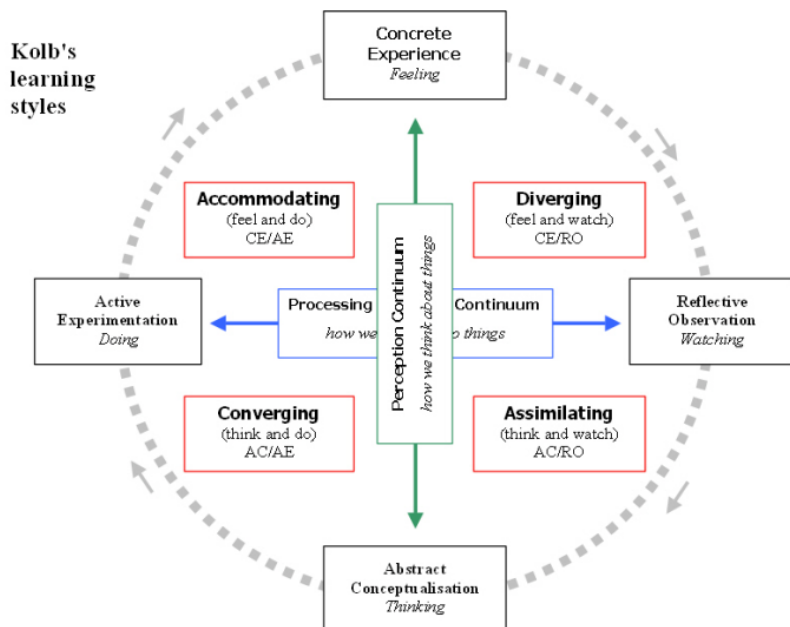 Kolb's
learning
styles
Concrete
Experience
Feeling
Accommodating
(feel and do)
CE/AE
Diverging
(feel and watch)
CE/RO
Perception Continuum
how we think about things
Active
Experimentation
Doing
Processing Continuum
how we o things
Reflective
Observation
Watching
Converging
(think and do)
AC/AE
Assimilating
(think and watch)
AC/RO
Abstract
Conceptualisation
Thinking